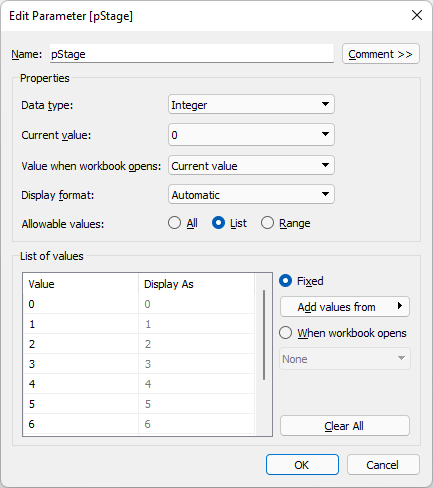 Edit Parameter [pStage]
Name: pStage Comment >>
Properties
Data type: Integer
Current value: 0
Value when workbook opens: Current value
Display format: Automatic
Allowable values: All List Range
List of values
Value Display As
0 0
1 1
2 2
3 3
4 4
5 5
6 6
Fixed
Add values from
When workbook opens
None
Clear All
OK Cancel